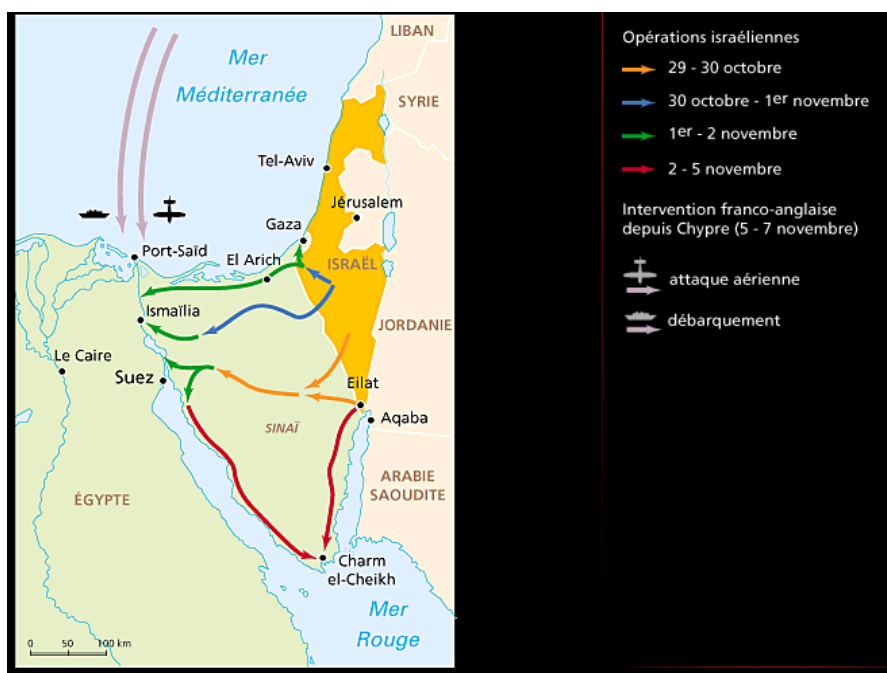 LIBAN
Mer
Méditerranée
SYRIE
Tel-Aviv
Jérusalem
Gaza
Port-Saïd
El Arich
ISRAËL
Ismaïlia
JORDANIE
Le Caire
Suez
Eilat
Aqaba
SINAÏ
ÉGYPTE
ARABIE
SAOUDITE
Charm
el-Cheikh
Mer
Rouge
0 50 100 km
Opérations israéliennes
29 - 30 octobre
30 octobre - 1er novembre
1er - 2 novembre
2 - 5 novembre
Intervention franco-anglaise
depuis Chypre (5 - 7 novembre)
attaque aérienne
débarquement